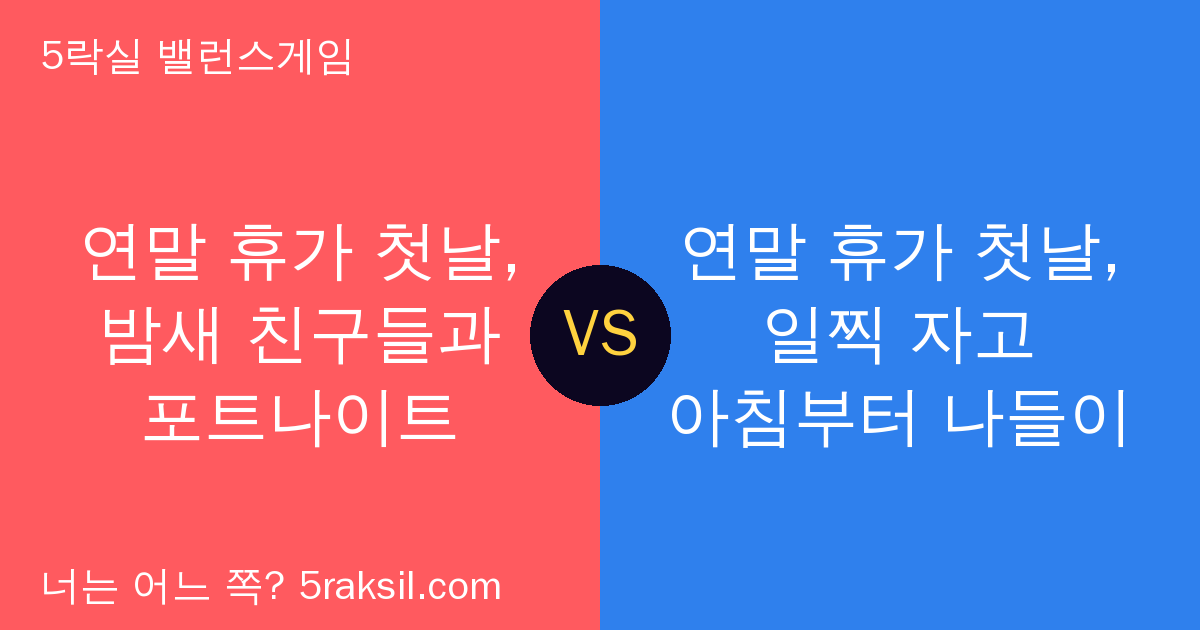 5락실 밸런스게임
연말 휴가 첫날,
밤새 친구들과
포트나이트
VS
연말 휴가 첫날,
일찍 자고
아침부터 나들이
너는 어느 쪽? 5raksil.com